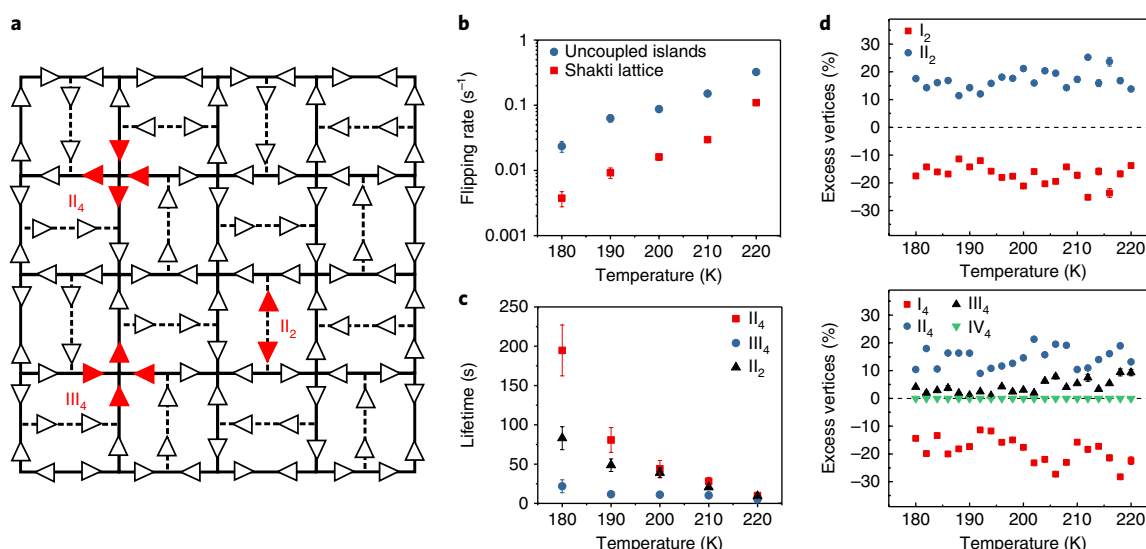 a
II4
II2
III4
b
Flipping rate (s−1)
1
0.1
0.01
0.001
Uncoupled islands
Shakti lattice
180 190 200 210 220
Temperature (K)
c
Lifetime (s)
250
200
150
100
50
0
II4
III4
II2
180 190 200 210 220
Temperature (K)
d
Excess vertices (%)
30
20
10
0
−10
−20
−30
I2
II2
180 190 200 210 220
Temperature (K)
Excess vertices (%)
30
20
10
0
−10
−20
−30
I4 III4
II4 IV4
180 190 200 210 220
Temperature (K)